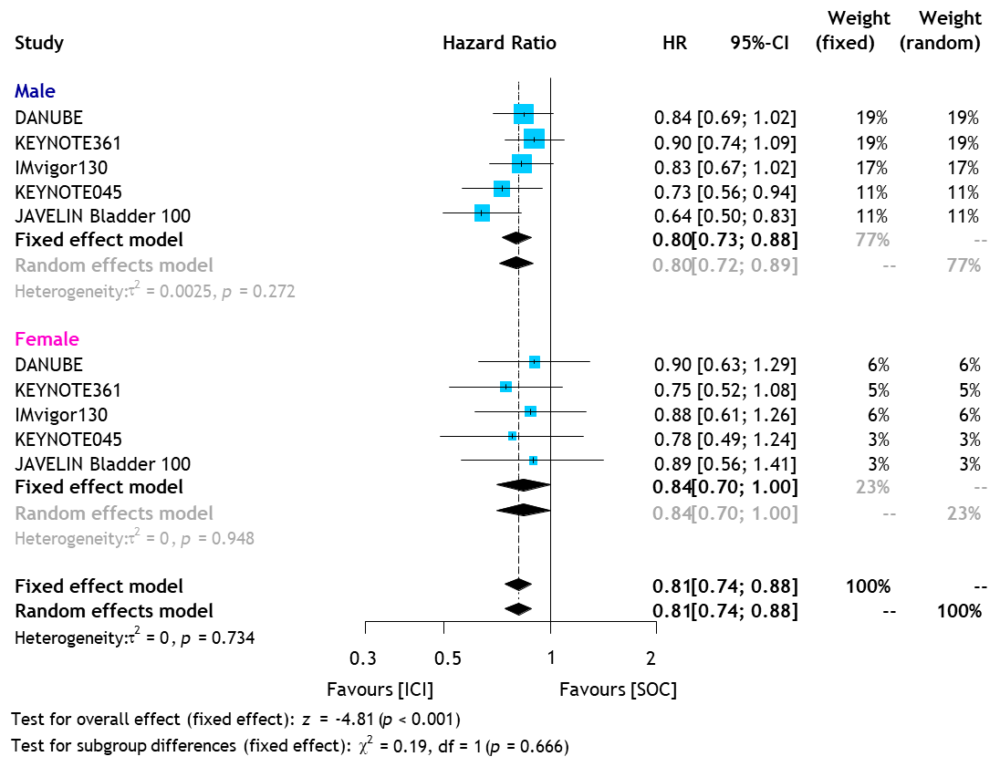 Weight Weight
Study Hazard Ratio HR 95%-CI (fixed) (random)
Male
DANUBE 0.84 [0.69; 1.02] 19% 19%
KEYNOTE361 0.90 [0.74; 1.09] 19% 19%
IMvigor130 0.83 [0.67; 1.02] 17% 17%
KEYNOTE045 0.73 [0.56; 0.94] 11% 11%
JAVELIN Bladder 100 0.64 [0.50; 0.83] 11% 11%
Fixed effect model 0.80[0.73; 0.88] 77% --
Random effects model 0.80[0.72; 0.89] -- 77%
Heterogeneity:τ² = 0.0025, p = 0.272
Female
DANUBE 0.90 [0.63; 1.29] 6% 6%
KEYNOTE361 0.75 [0.52; 1.08] 5% 5%
IMvigor130 0.88 [0.61; 1.26] 6% 6%
KEYNOTE045 0.78 [0.49; 1.24] 3% 3%
JAVELIN Bladder 100 0.89 [0.56; 1.41] 3% 3%
Fixed effect model 0.84[0.70; 1.00] 23% --
Random effects model 0.84[0.70; 1.00] -- 23%
Heterogeneity:τ² = 0, p = 0.948
Fixed effect model 0.81[0.74; 0.88] 100% --
Random effects model 0.81[0.74; 0.88] -- 100%
Heterogeneity:τ² = 0, p = 0.734
0.3 0.5 1 2
Favours [ICI] Favours [SOC]
Test for overall effect (fixed effect): z = -4.81 (p < 0.001)
Test for subgroup differences (fixed effect): χ² = 0.19, df = 1 (p = 0.666)